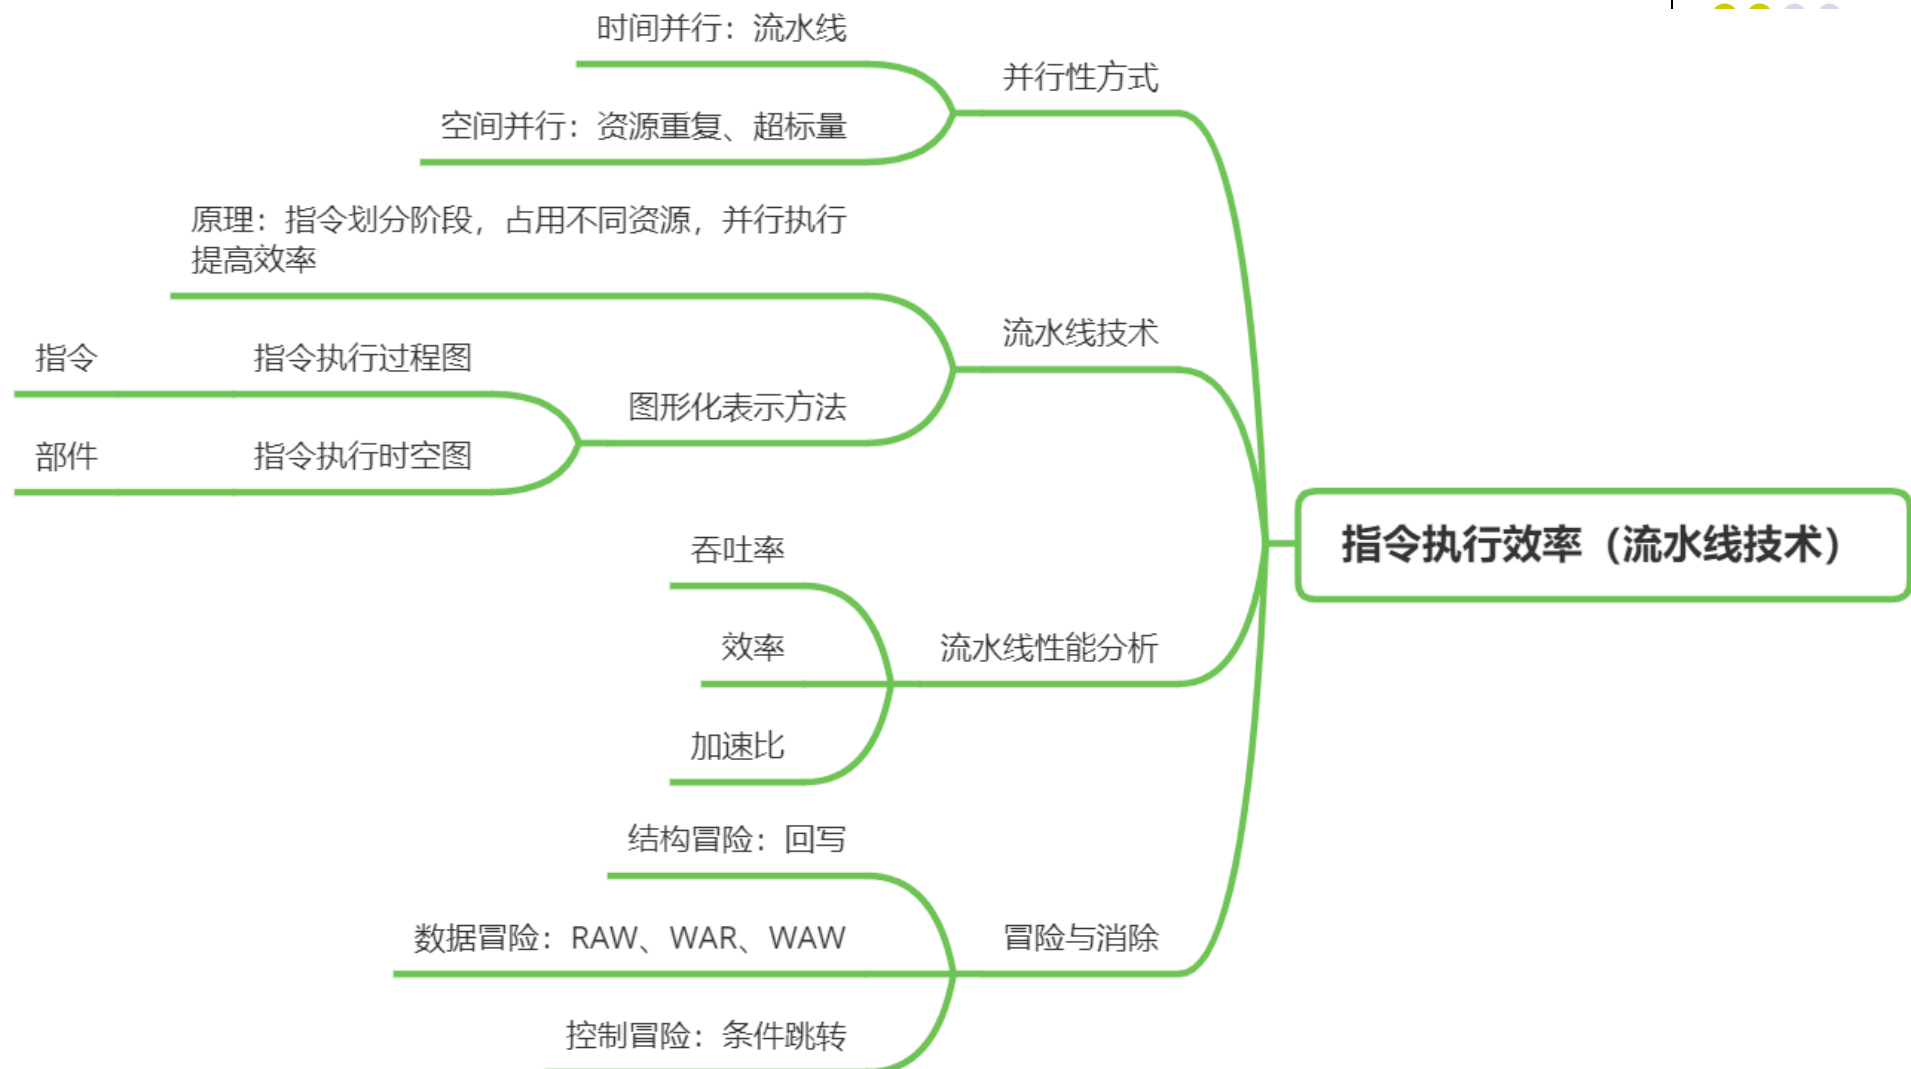 时间并行：流水线
并行性方式
空间并行：资源重复、超标量
原理：指令划分阶段，占用不同资源，并行执行
提高效率
流水线技术
指令
指令执行过程图
图形化表示方法
部件
指令执行时空图
指令执行效率（流水线技术）
吞吐率
效率
流水线性能分析
加速比
结构冒险：回写
数据冒险：RAW、WAR、WAW
冒险与消除
控制冒险：条件跳转